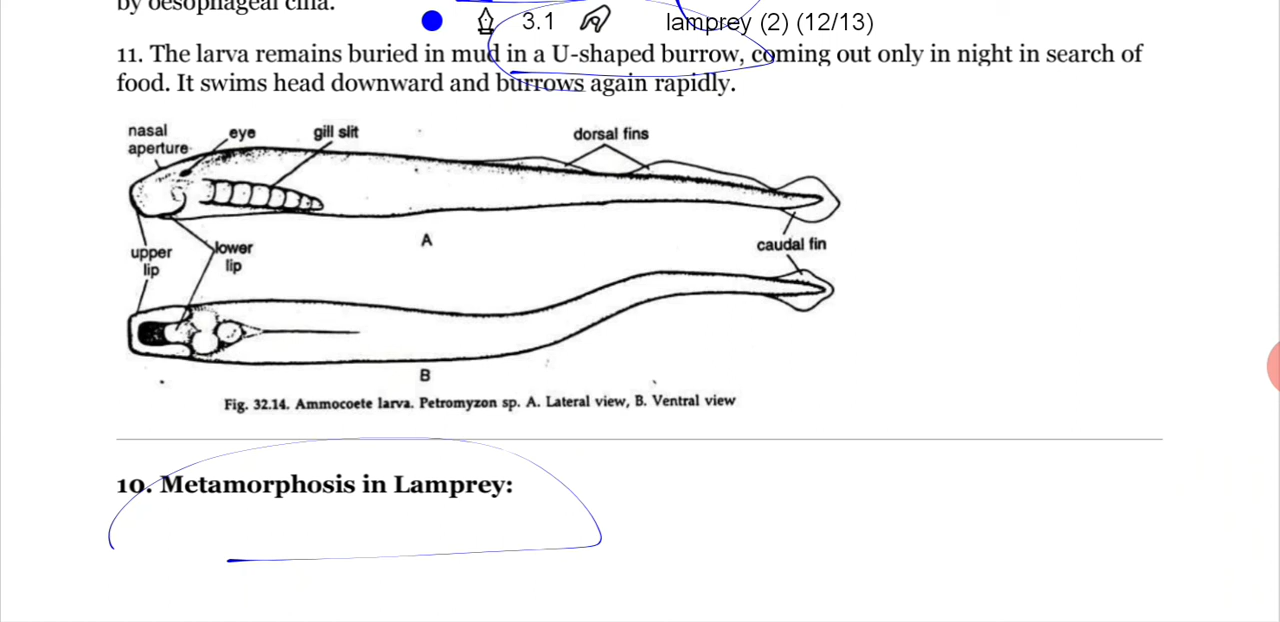 by oesophageal cilia.
3.1 lamprey (2) (12/13)
11. The larva remains buried in mud in a U-shaped burrow, coming out only in night in search of
food. It swims head downward and burrows again rapidly.
nasal
aperture
eye
gill slit
dorsal fins
A
upper
lip
lower
lip
caudal fin
B
Fig. 32.14. Ammocoete larva. Petromyzon sp. A. Lateral view, B. Ventral view
10. Metamorphosis in Lamprey: